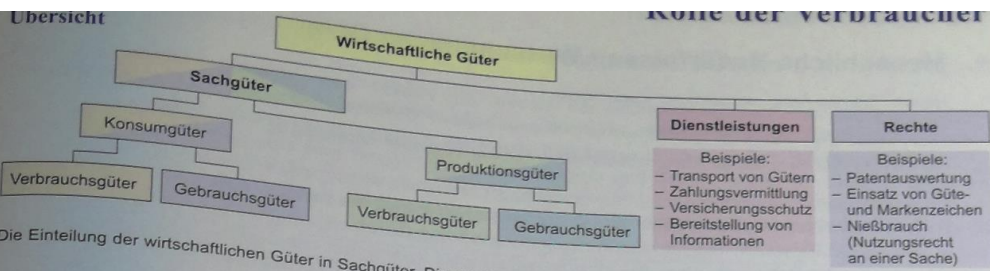 Übersicht
Rolle der Verbraucher
Wirtschaftliche Güter
Sachgüter
Konsumgüter
Verbrauchsgüter
Gebrauchsgüter
Produktionsgüter
Verbrauchsgüter
Gebrauchsgüter
Dienstleistungen
Beispiele:
– Transport von Gütern
– Zahlungsvermittlung
– Versicherungsschutz
– Bereitstellung von
Informationen
Rechte
Beispiele:
– Patentauswertung
– Einsatz von Güte-
und Markenzeichen
– Nießbrauch
(Nutzungsrecht
an einer Sache)
Die Einteilung der wirtschaftlichen Güter in Sachgüter